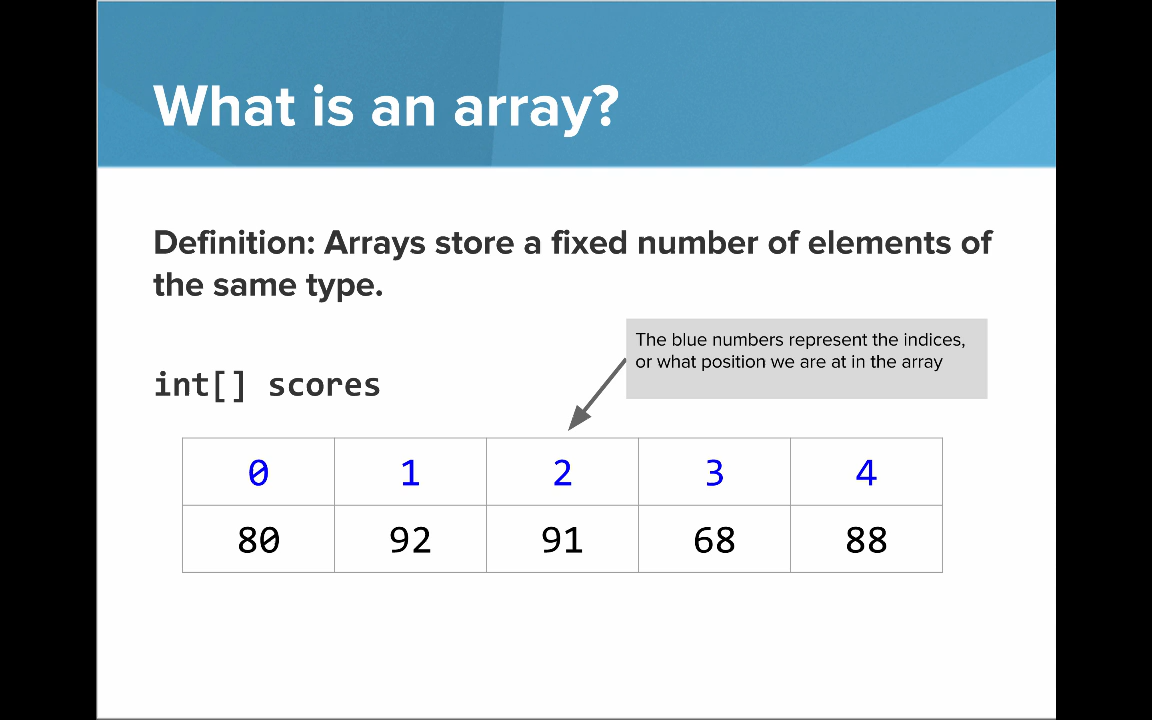 What is an array?
Definition: Arrays store a fixed number of elements of
the same type.
The blue numbers represent the indices,
or what position we are at in the array
int[] scores
0 1 2 3 4
80 92 91 68 88